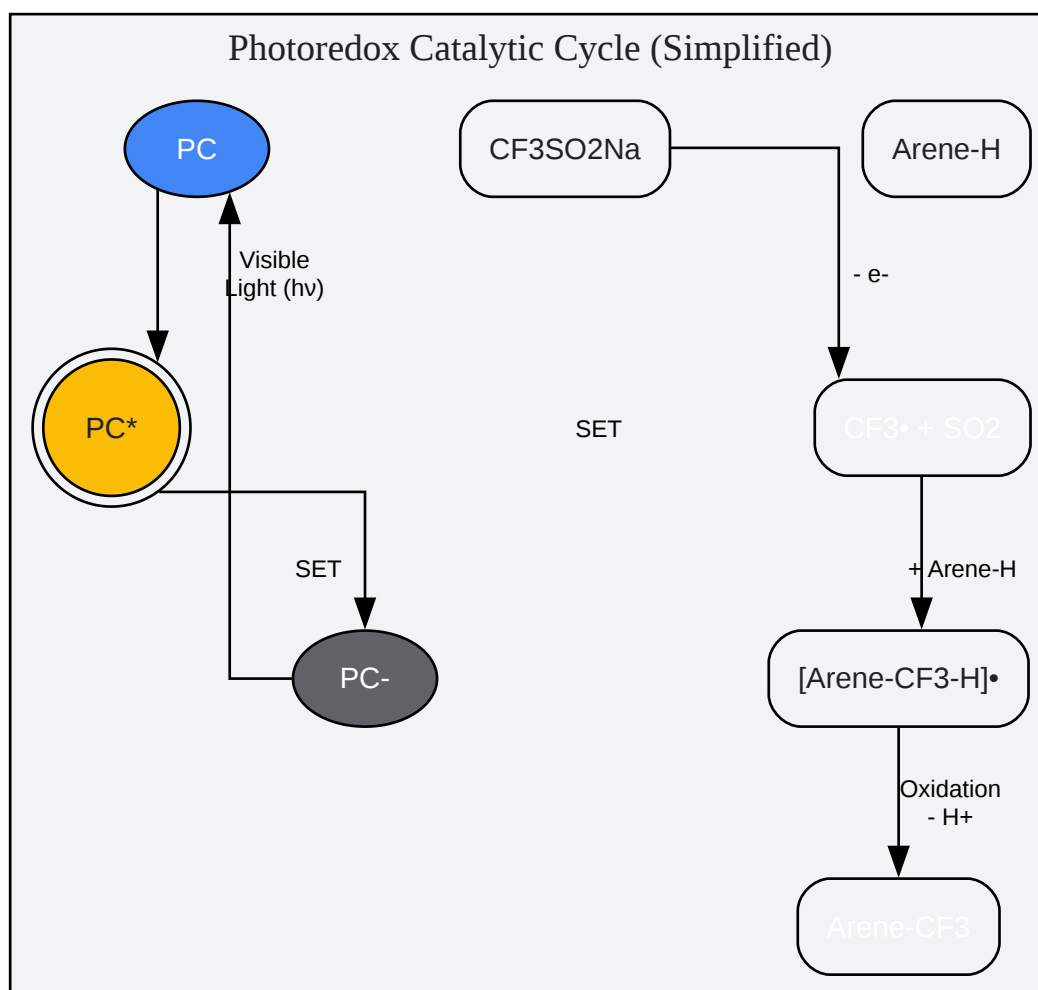 Photoredox Catalytic Cycle (Simplified)
PC
CF3SO2Na
Arene-H
Visible
Light (hν)
- e-
PC*
SET
CF3• + SO2
SET
+ Arene-H
PC-
[Arene-CF3-H]•
Oxidation
- H+
Arene-CF3